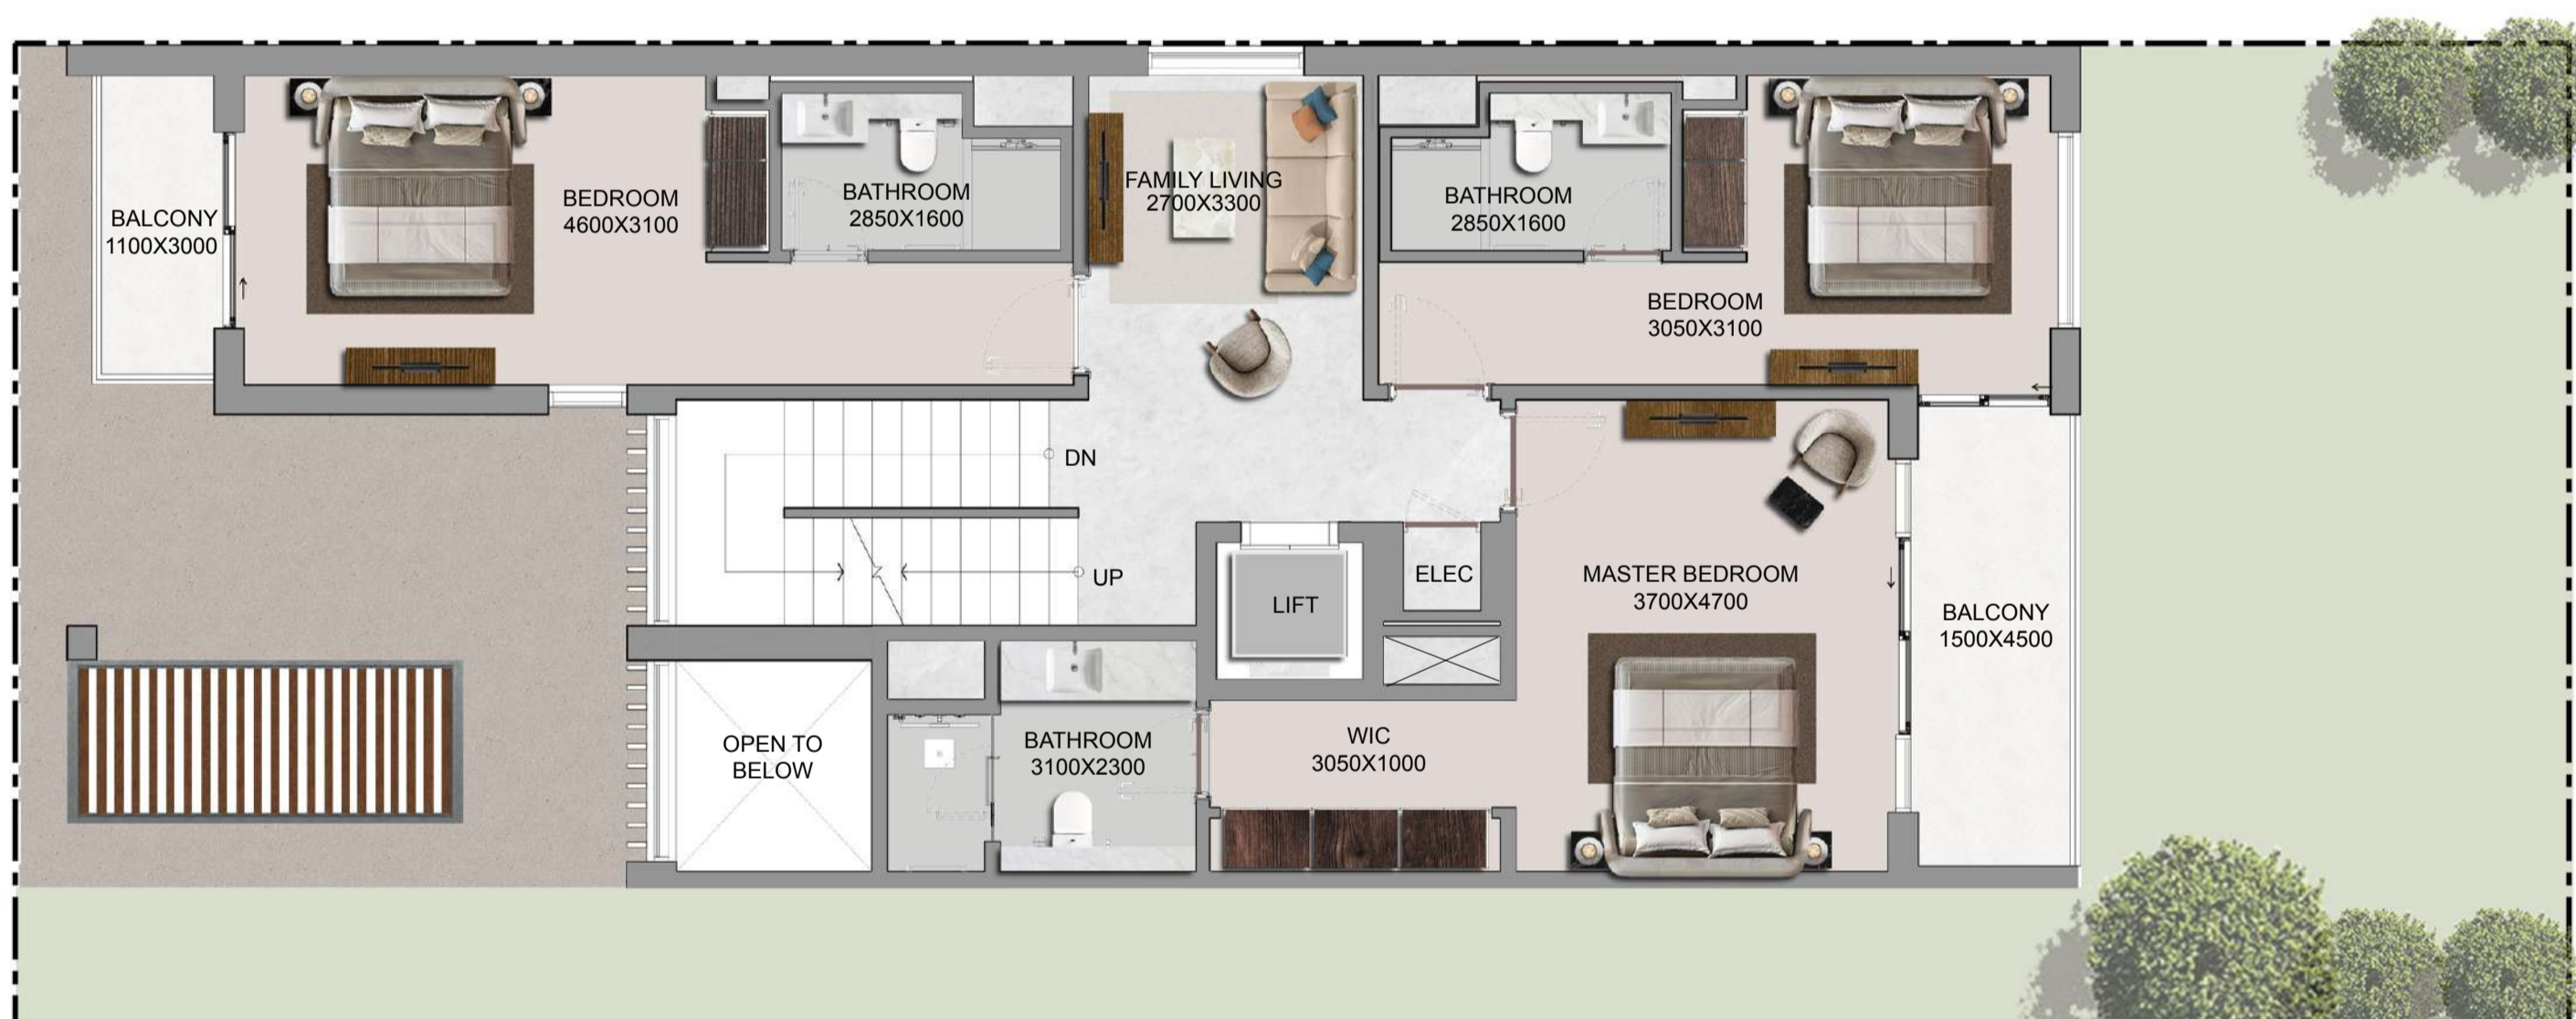 BALCONY
1100X3000
BEDROOM
4600X3100
BATHROOM
2850X1600
FAMILY LIVING
2700X3300
BATHROOM
2850X1600
BEDROOM
3050X3100
DN
UP
LIFT
ELEC
MASTER BEDROOM
3700X4700
BALCONY
1500X4500
OPEN TO
BELOW
BATHROOM
3100X2300
WIC
3050X1000